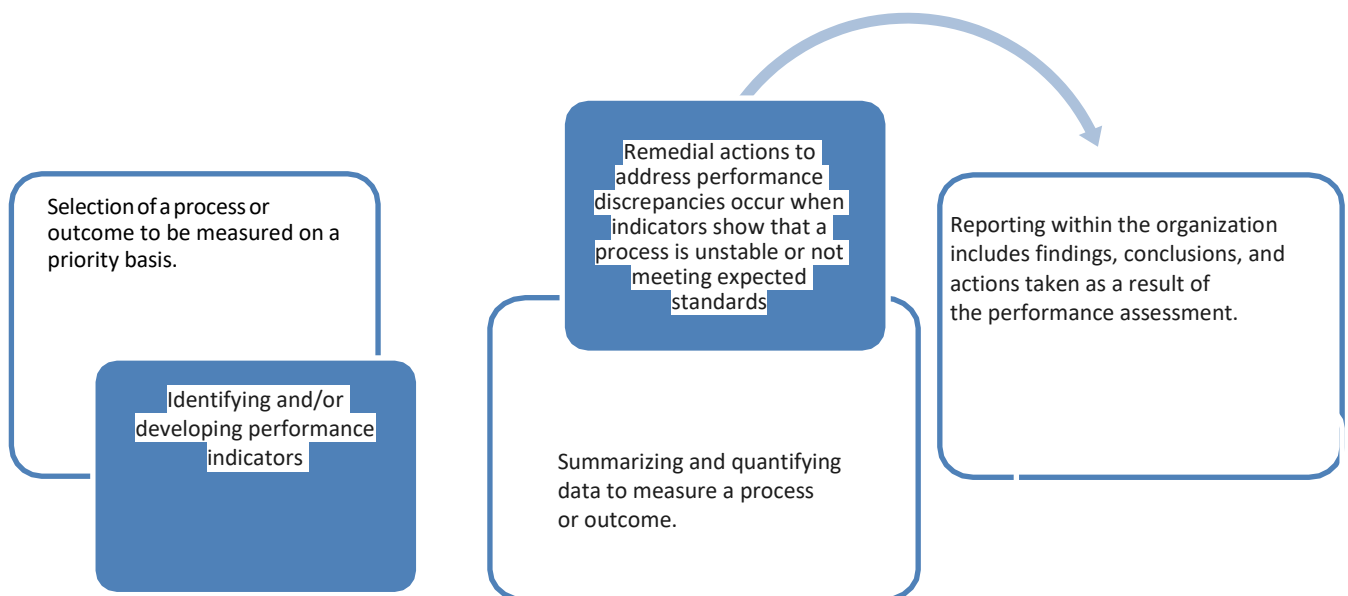 Selection of a process or
outcome to be measured on a
priority basis.
Identifying and/or
developing performance
indicators
Remedial actions to
address performance
discrepancies occur when
indicators show that a
process is unstable or not
meeting expected
standards
Summarizing and quantifying
data to measure a process
or outcome.
Reporting within the organization
includes findings, conclusions, and
actions taken as a result of
the performance assessment.